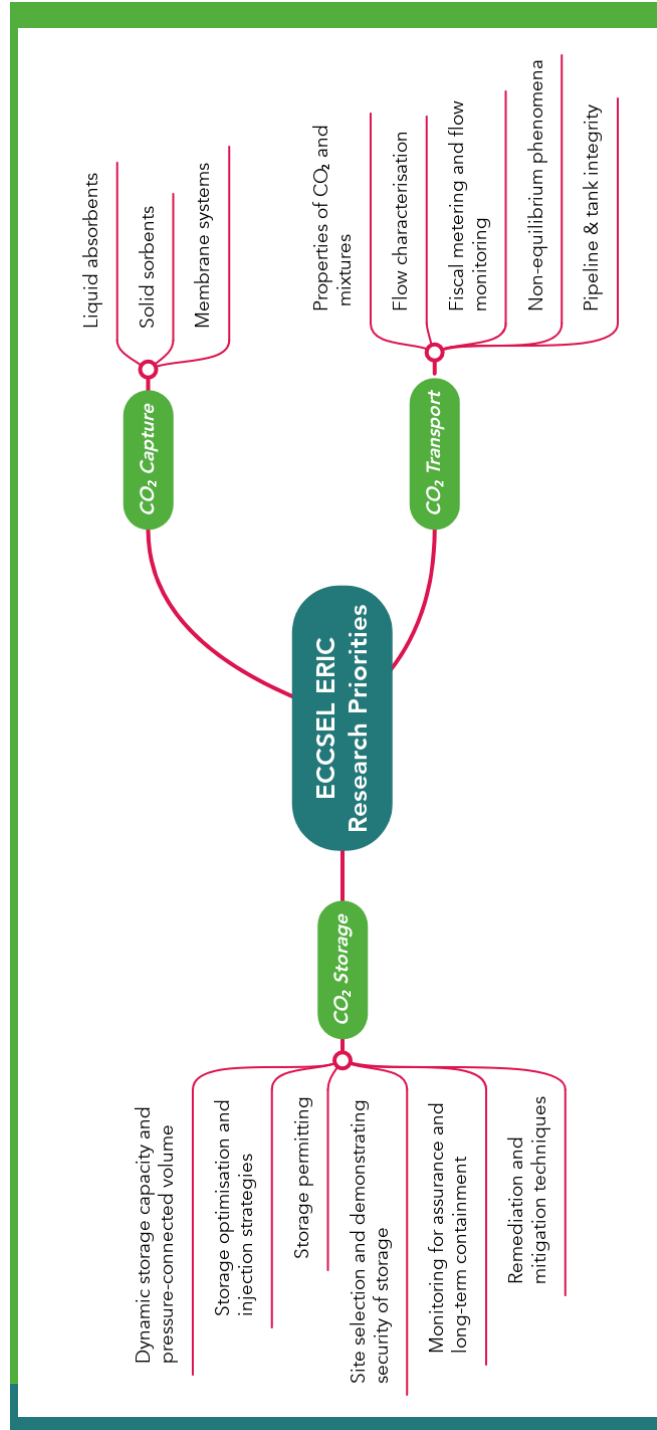 ECCSEL ERIC
Research Priorities
CO₂ Capture
Liquid absorbents
Solid sorbents
Membrane systems
CO₂ Transport
Properties of CO₂ and
mixtures
Flow characterisation
Fiscal metering and flow
monitoring
Non-equilibrium phenomena
Pipeline & tank integrity
CO₂ Storage
Dynamic storage capacity and
pressure-connected volume
Storage optimisation and
injection strategies
Storage permitting
Site selection and demonstrating
security of storage
Monitoring for assurance and
long-term containment
Remediation and
mitigation techniques